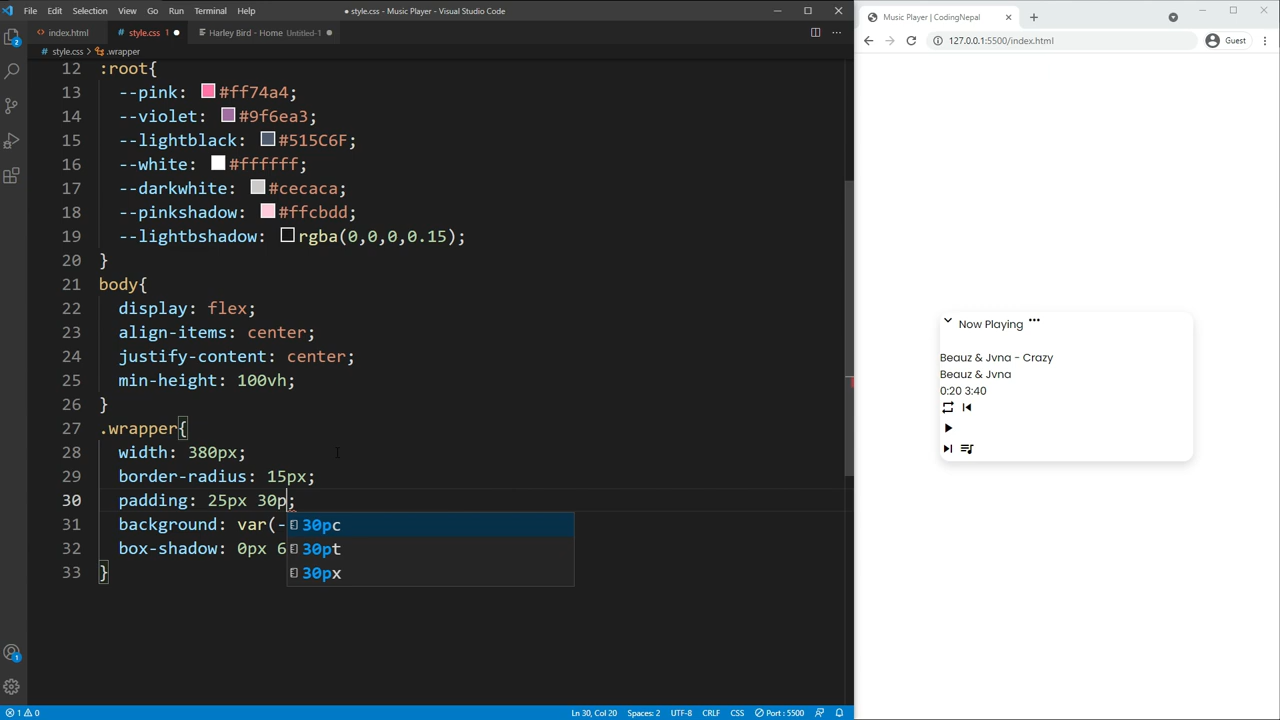 File Edit Selection View Go Run Terminal Help
● style.css - Music Player - Visual Studio Code
index.html
style.css 1
Harley Bird - Home Untitled-1
# style.css > .wrapper
12 :root{
13 --pink: #ff74a4;
14 --violet: #9f6ea3;
15 --lightblack: #515C6F;
16 --white: #ffffff;
17 --darkwhite: #cecaca;
18 --pinkshadow: #ffcbdd;
19 --lightbshadow: rgba(0,0,0,0.15);
20 }
21 body{
22 display: flex;
23 align-items: center;
24 justify-content: center;
25 min-height: 100vh;
26 }
27 .wrapper{
28 width: 380px;
29 border-radius: 15px;
30 padding: 25px 30p;
31 background: var(-
32 box-shadow: 0px 6
33 }
30pc
30pt
30px
2
1
1 0
Ln 30, Col 20 Spaces: 2 UTF-8 CRLF CSS Port : 5500
Music Player | CodingNepal
127.0.0.1:5500/index.html
Guest
Now Playing
Beauz & Jvna - Crazy
Beauz & Jvna
0:20 3:40